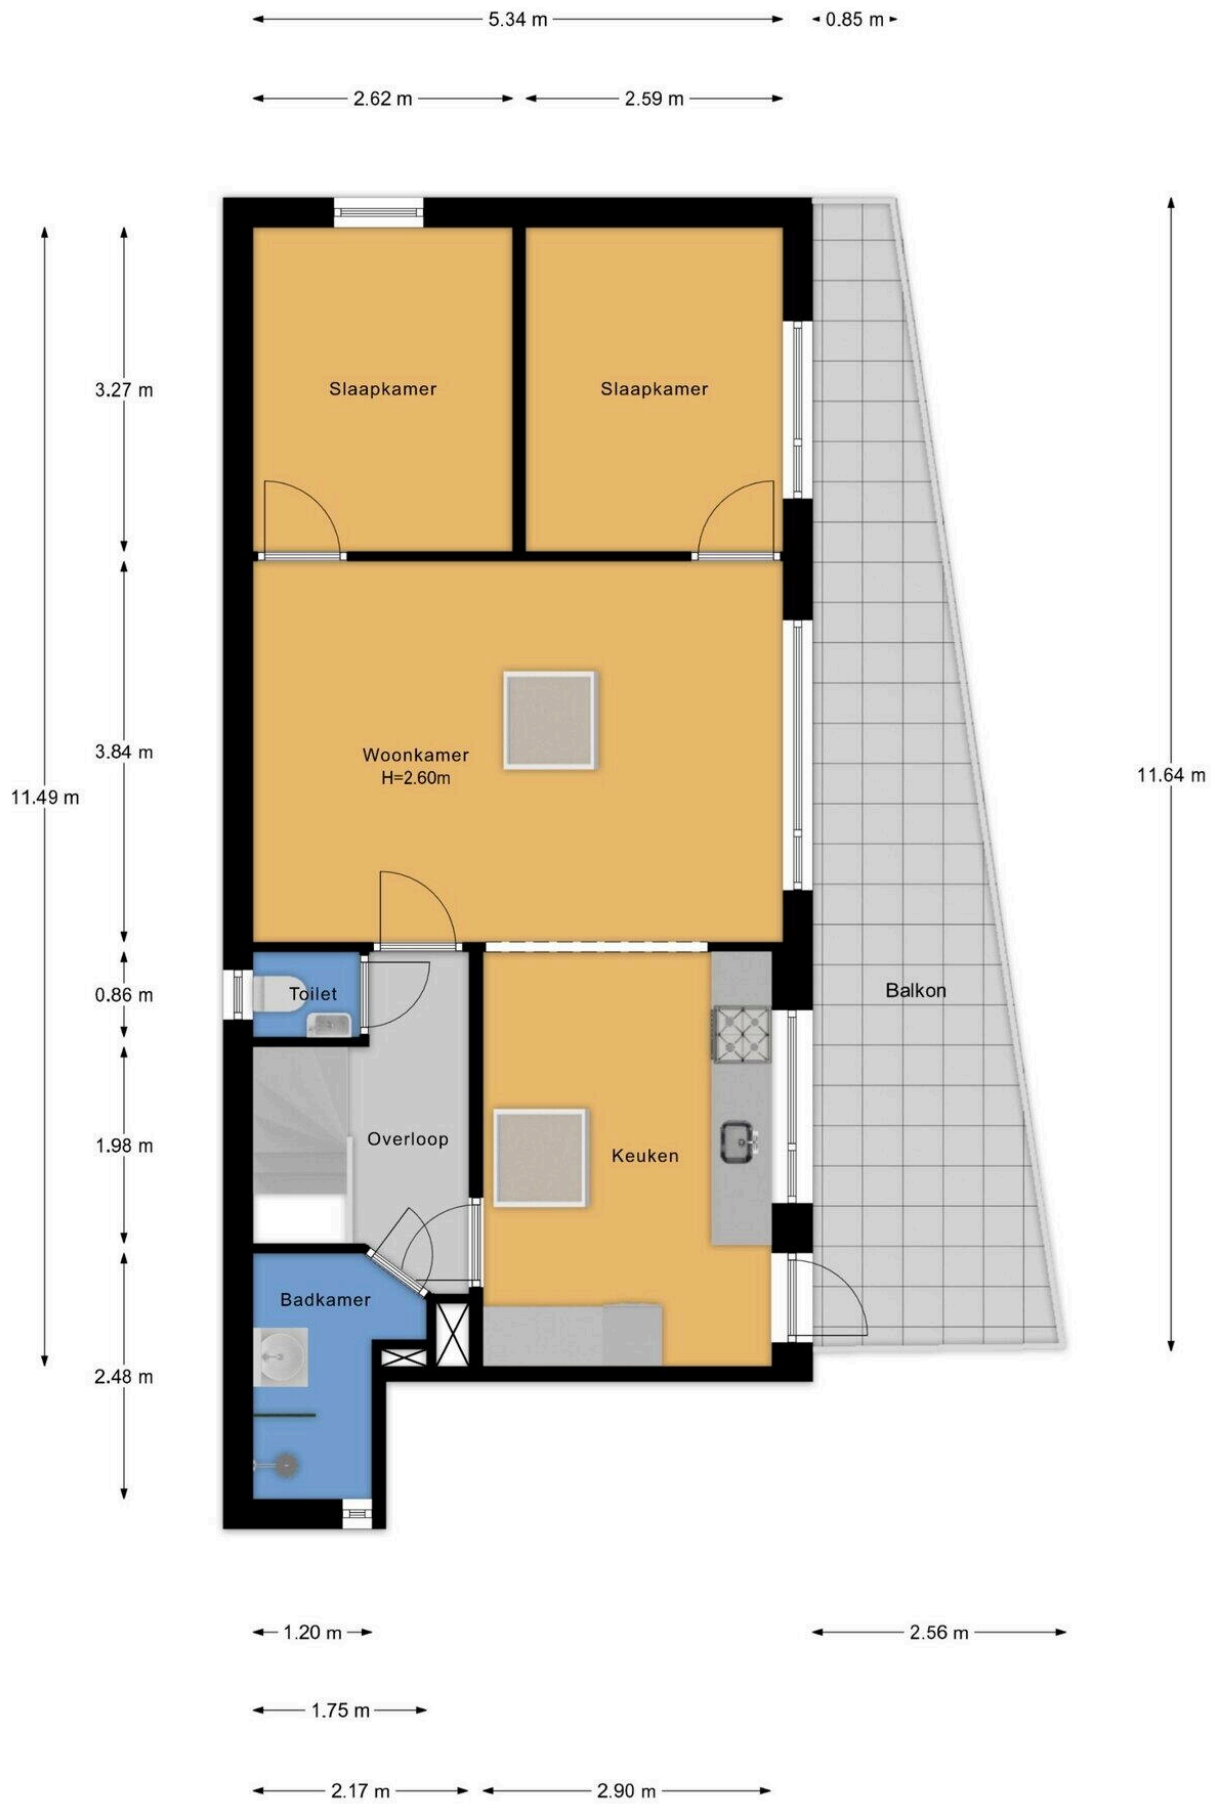 5.34 m
0.85 m
2.62 m
2.59 m
3.27 m
Slaapkamer
Slaapkamer
3.84 m
Woonkamer
H=2.60m
11.49 m
11.64 m
0.86 m
Toilet
Balkon
1.98 m
Overloop
Keuken
Badkamer
2.48 m
1.20 m
2.56 m
1.75 m
2.17 m
2.90 m